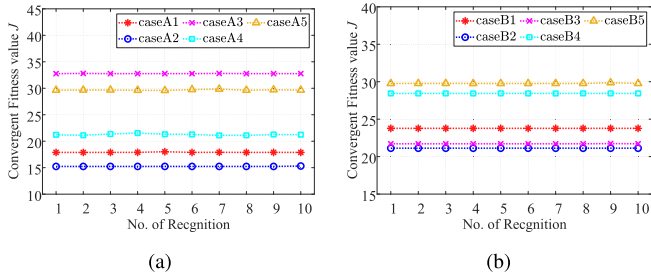 45
40
35
30
25
20
15
10
Convergent Fitness value J
caseA1 caseA3 caseA5
caseA2 caseA4
1 2 3 4 5 6 7 8 9 10
No. of Recgnition
(a)
40
35
30
25
20
15
Convergent Fitness value J
caseB1 caseB3 caseB5
caseB2 caseB4
1 2 3 4 5 6 7 8 9 10
No. of Recgnition
(b)